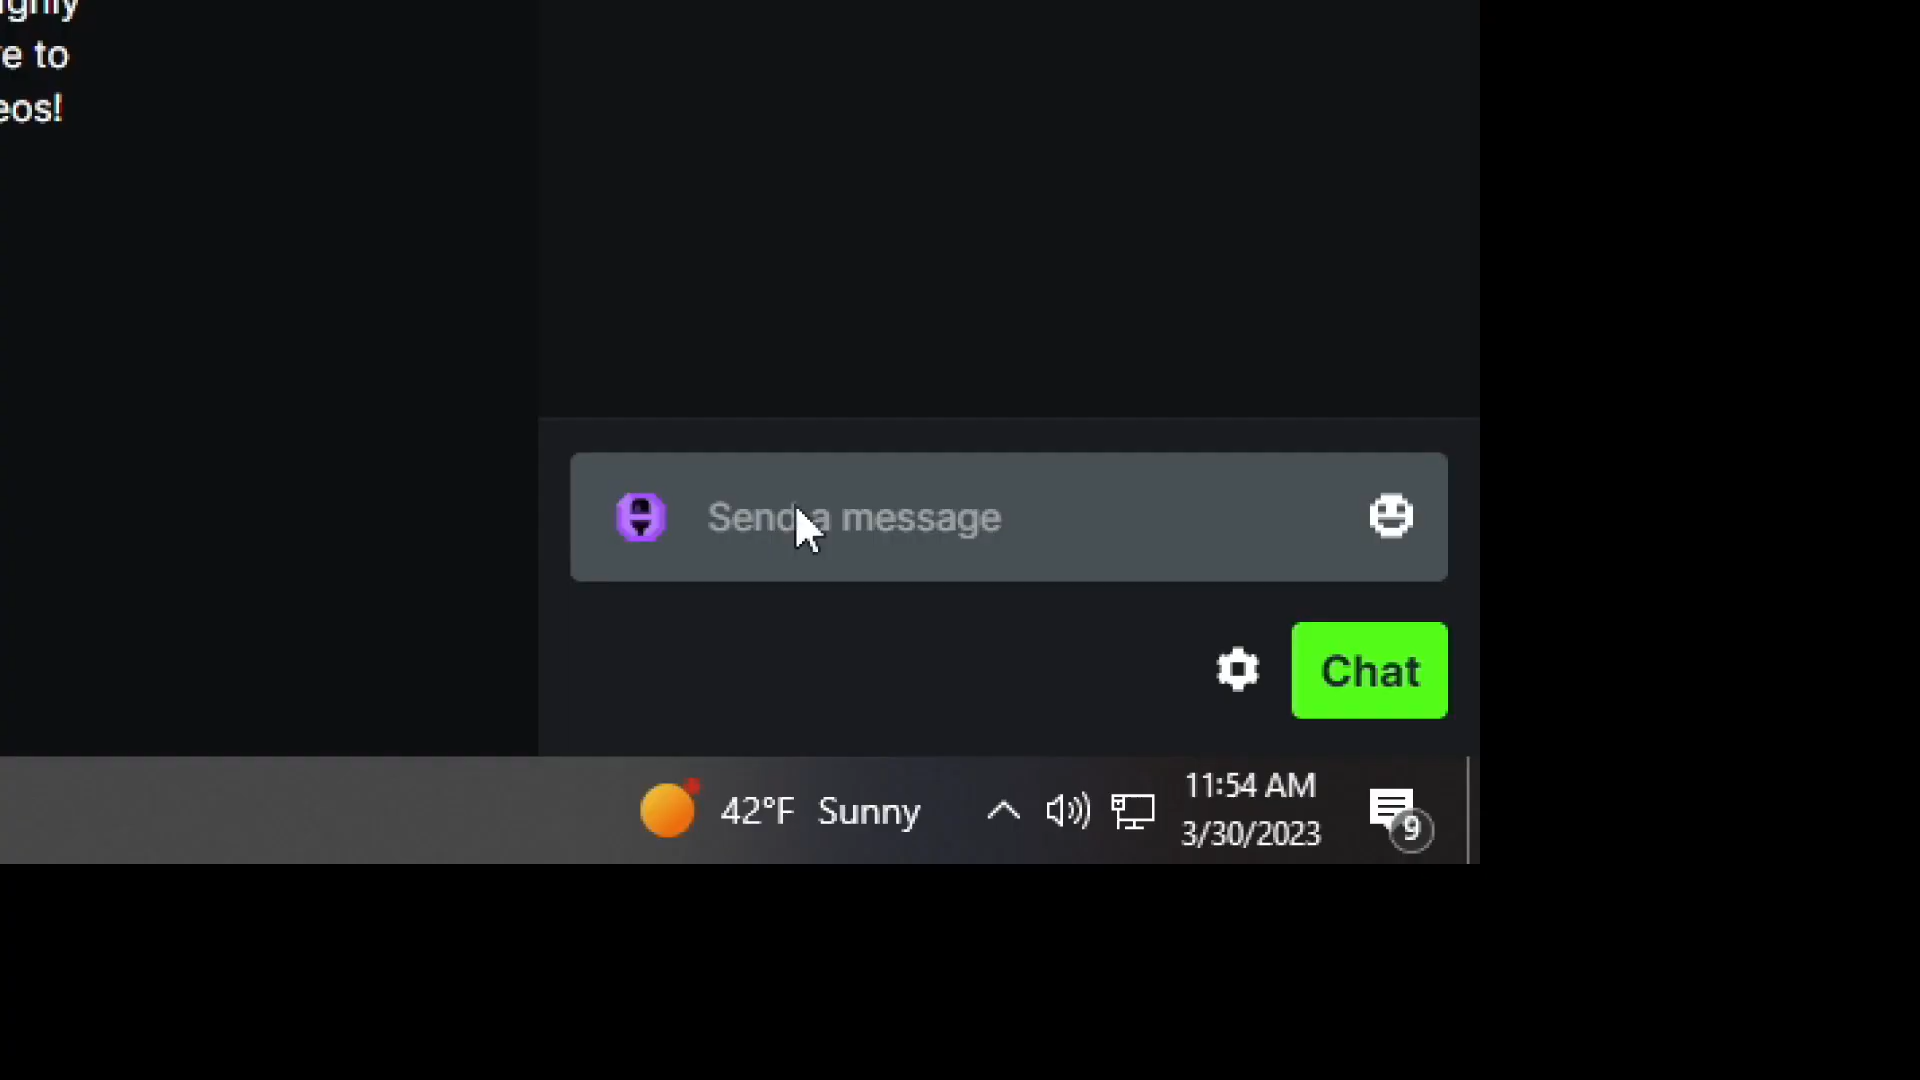 e to
eos!
Send a message
Chat
42°F Sunny
11:54 AM
3/30/2023
9